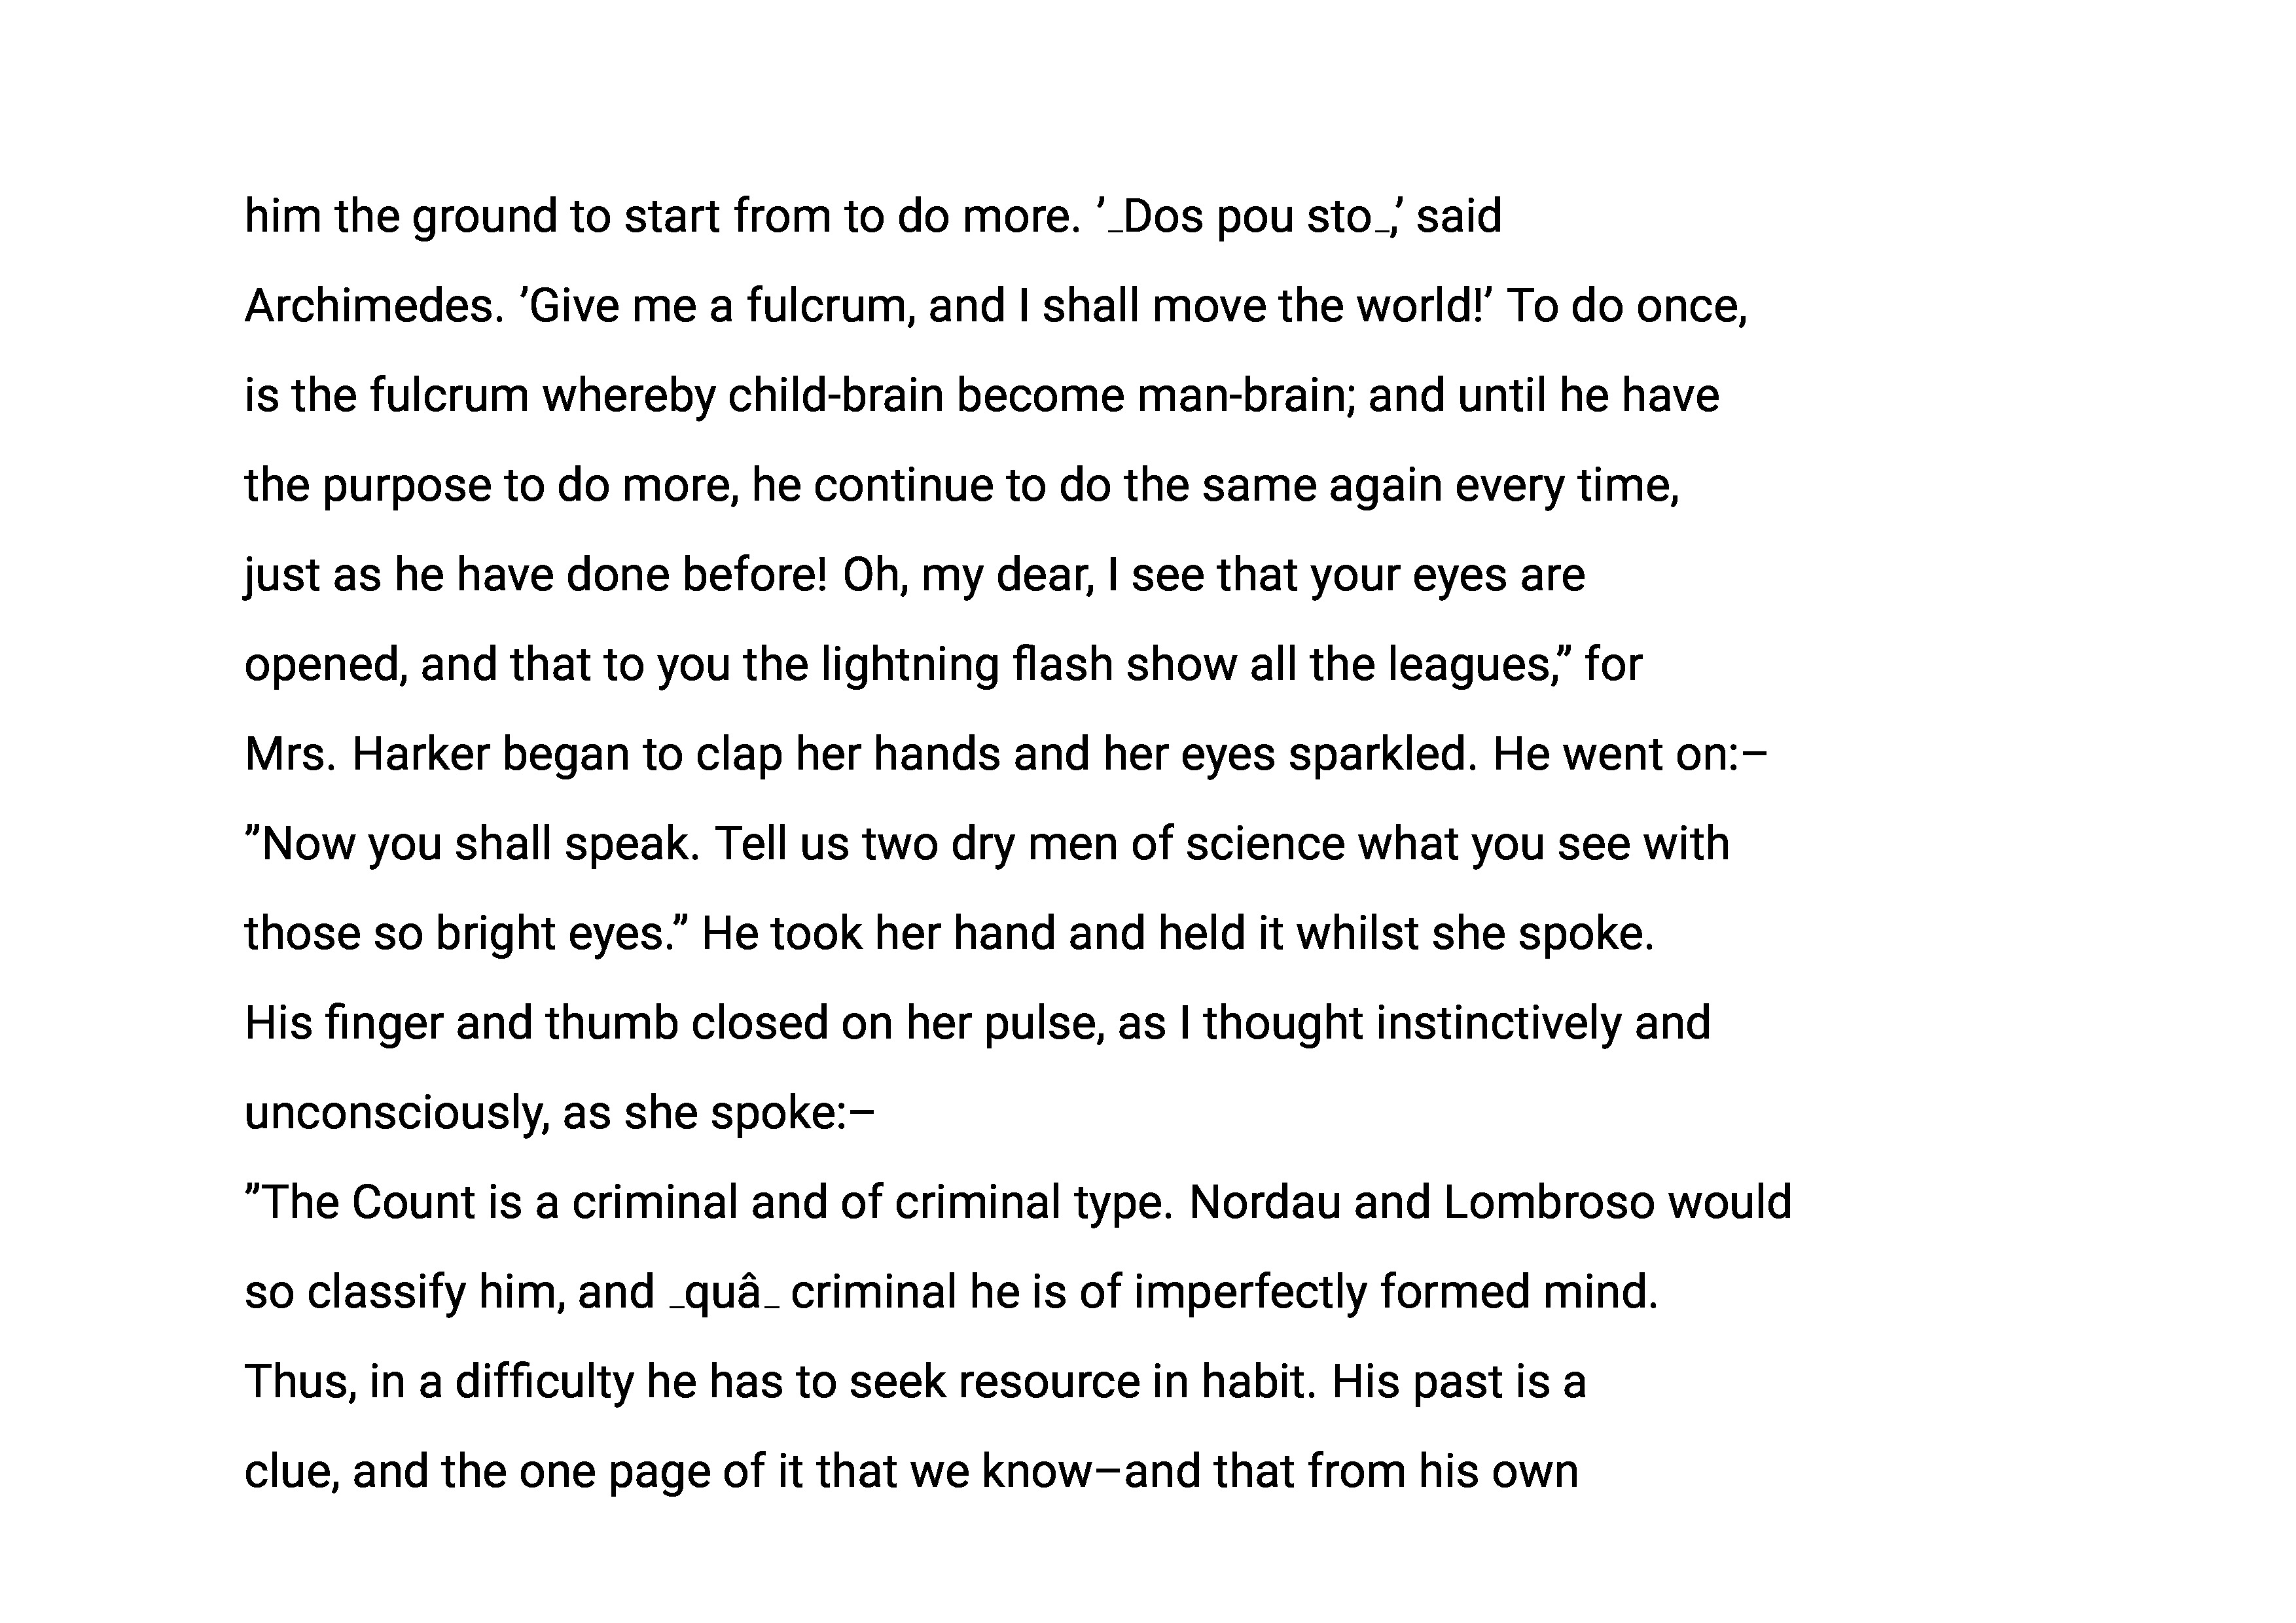 him the ground to start from to do more. ’_Dos pou sto_,’ said
Archimedes. ’Give me a fulcrum, and I shall move the world!’ To do once,
is the fulcrum whereby child-brain become man-brain; and until he have
the purpose to do more, he continue to do the same again every time,
just as he have done before! Oh, my dear, I see that your eyes are
opened, and that to you the lightning flash show all the leagues,” for
Mrs. Harker began to clap her hands and her eyes sparkled. He went on:–
”Now you shall speak. Tell us two dry men of science what you see with
those so bright eyes.” He took her hand and held it whilst she spoke.
His finger and thumb closed on her pulse, as I thought instinctively and
unconsciously, as she spoke:–
”The Count is a criminal and of criminal type. Nordau and Lombroso would
so classify him, and _quâ_ criminal he is of imperfectly formed mind.
Thus, in a difficulty he has to seek resource in habit. His past is a
clue, and the one page of it that we know–and that from his own